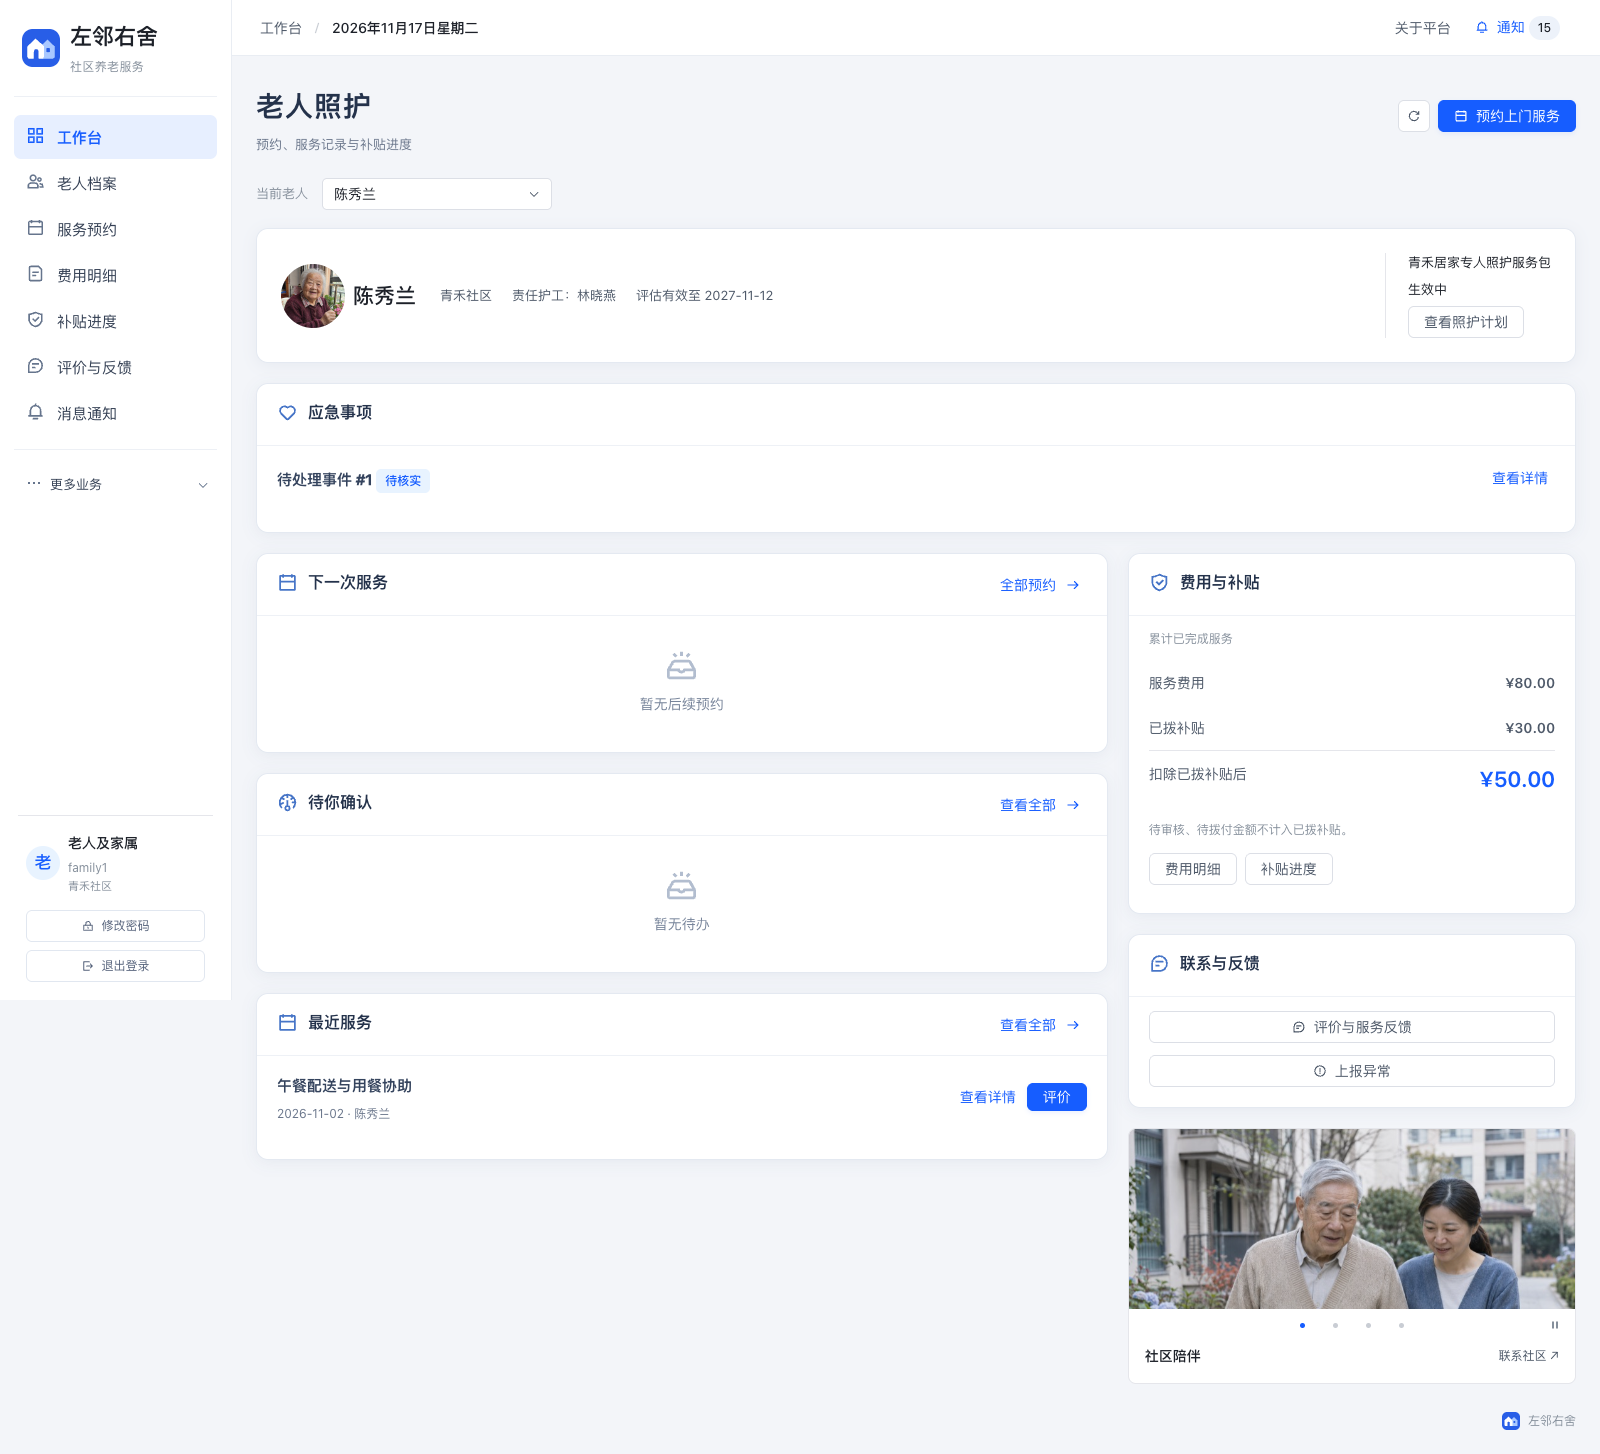 左邻右舍
社区养老服务
工作台
老人档案
服务预约
费用明细
补贴进度
评价与反馈
消息通知
更多业务
老
老人及家属
family1
青禾社区
修改密码
退出登录
工作台 / 2026年11月17日星期二
关于平台 通知 15
老人照护
预约、服务记录与补贴进度
预约上门服务
当前老人 陈秀兰
陈秀兰 青禾社区 责任护工：林晓燕 评估有效至 2027-11-12
青禾居家专人照护服务包
生效中
查看照护计划
应急事项
待处理事件 #1 待核实 查看详情
下一次服务 全部预约
暂无后续预约
待你确认 查看全部
暂无待办
最近服务 查看全部
午餐配送与用餐协助
2026-11-02 · 陈秀兰
查看详情 评价
费用与补贴
累计已完成服务
服务费用 ¥80.00
已拨补贴 ¥30.00
扣除已拨补贴后 ¥50.00
待审核、待拨付金额不计入已拨补贴。
费用明细 补贴进度
联系与反馈
评价与服务反馈
上报异常
社区陪伴 联系社区
左邻右舍